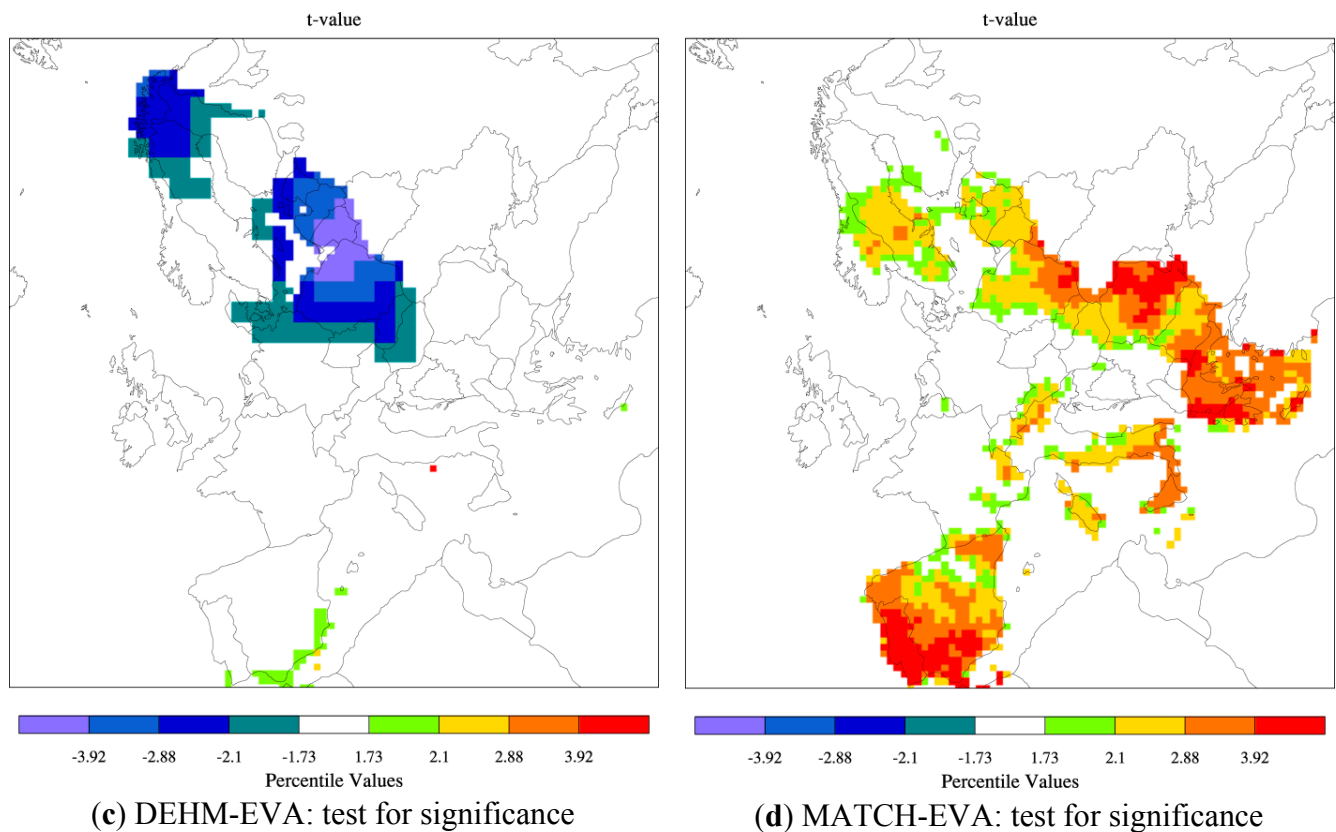 t-value
t-value
-3.92 -2.88 -2.1 -1.73 1.73 2.1 2.88 3.92
Percentile Values
(c) DEHM-EVA: test for significance
-3.92 -2.88 -2.1 -1.73 1.73 2.1 2.88 3.92
Percentile Values
(d) MATCH-EVA: test for significance